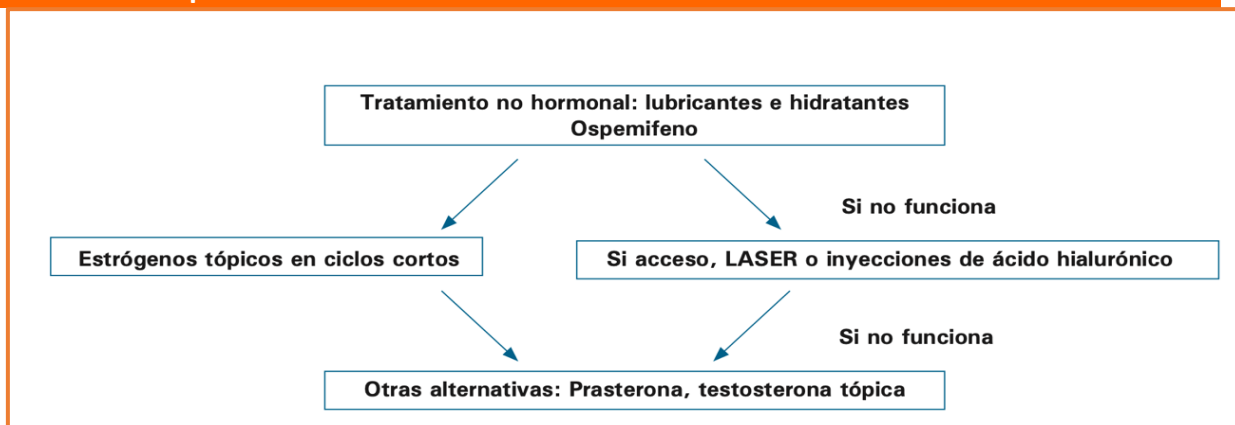 Tratamiento no hormonal: lubricantes e hidratantes
Ospemifeno
Si no funciona
Estrógenos tópicos en ciclos cortos
Si acceso, LASER o inyecciones de ácido hialurónico
Si no funciona
Otras alternativas: Prasterona, testosterona tópica